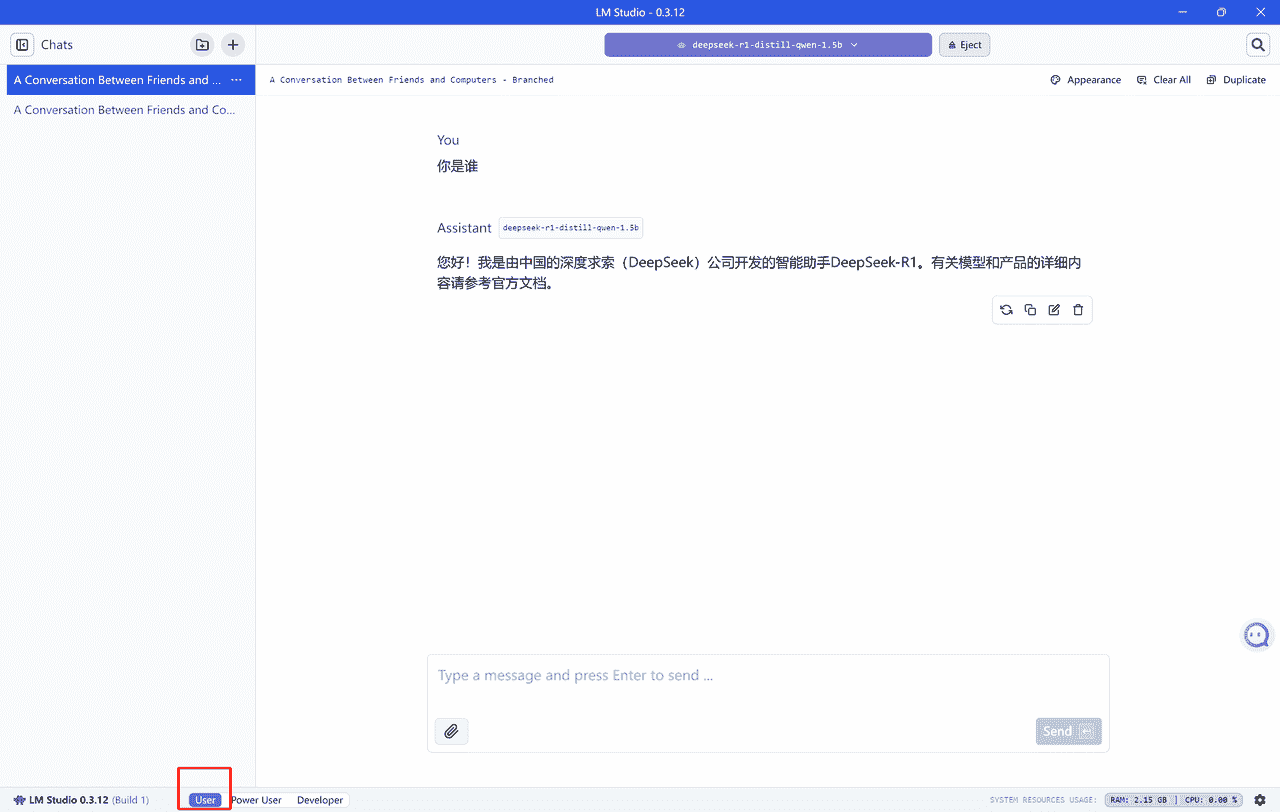 LM Studio - 0.3.12
Chats
deepseek-r1-distill-qwen-1.5b
Eject
A Conversation Between Friends and ...
A Conversation Between Friends and Computers - Branched
Appearance
Clear All
Duplicate
A Conversation Between Friends and Co...
You
你是谁
Assistant
deepseek-r1-distill-qwen-1.5b
您好！我是由中国的深度求索（DeepSeek）公司开发的智能助手DeepSeek-R1。有关模型和产品的详细内
容请参考官方文档。
Type a message and press Enter to send ...
Send
LM Studio 0.3.12 (Build 1)
User
Power User
Developer
SYSTEM RESOURCES USAGE:
RAM: 2.15 GB | CPU: 0.00 %